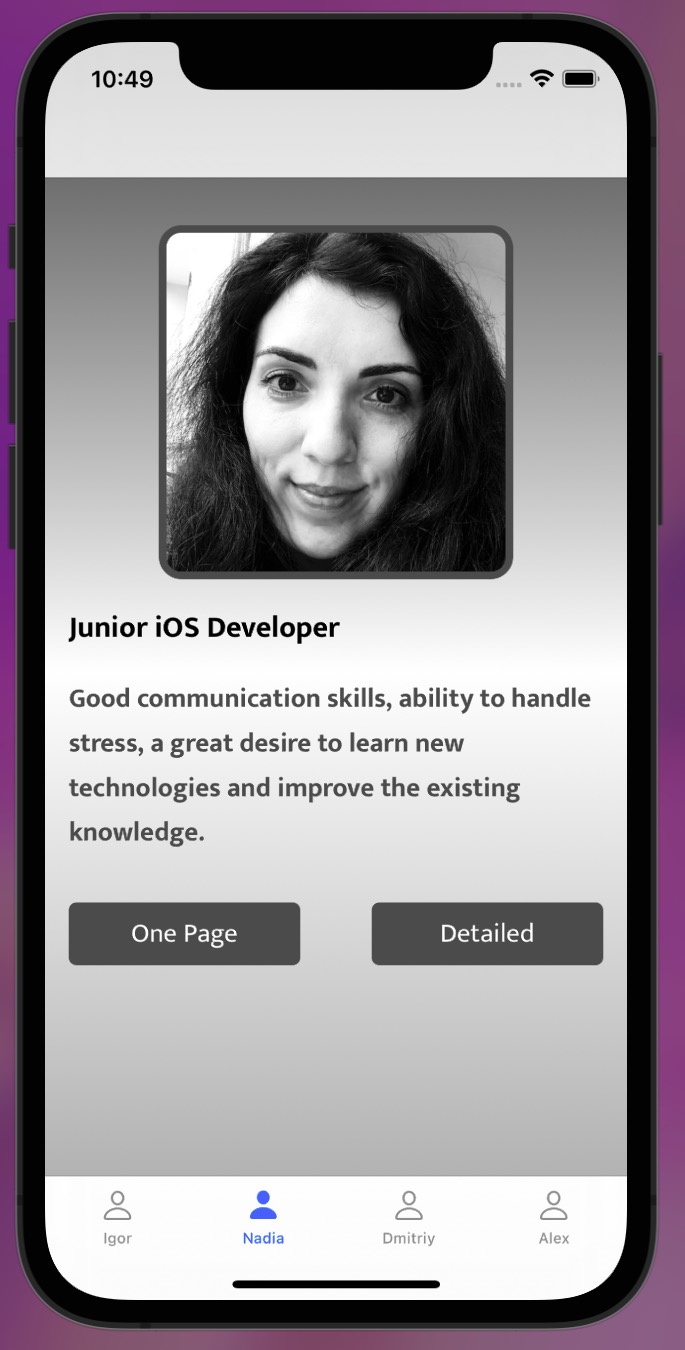 10:49
Junior iOS Developer
Good communication skills, ability to handle
stress, a great desire to learn new
technologies and improve the existing
knowledge.
One Page
Detailed
Igor
Nadia
Dmitriy
Alex